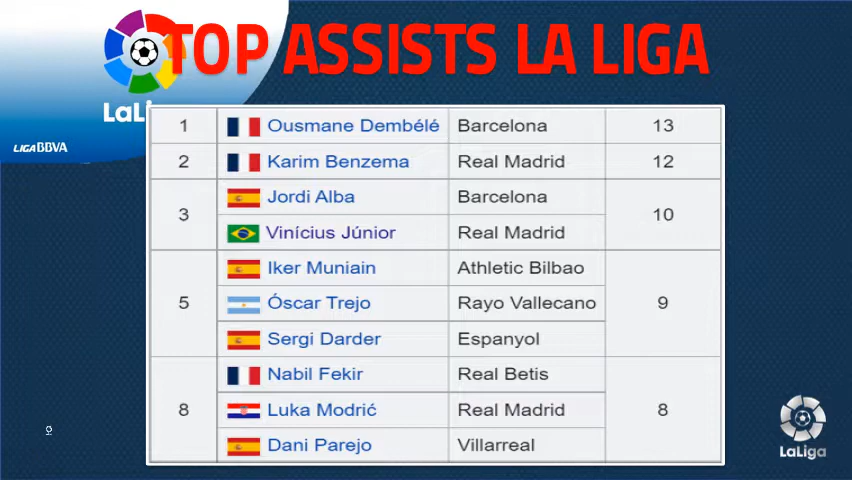 TOP ASSISTS LA LIGA
LaLi
LIGA BBVA
1 Ousmane Dembélé Barcelona 13
2 Karim Benzema Real Madrid 12
3 Jordi Alba Barcelona 10
Vinícius Júnior Real Madrid
Iker Muniain Athletic Bilbao
5 Óscar Trejo Rayo Vallecano 9
Sergi Darder Espanyol
Nabil Fekir Real Betis
8 Luka Modrić Real Madrid 8
Dani Parejo Villarreal
LaLiga